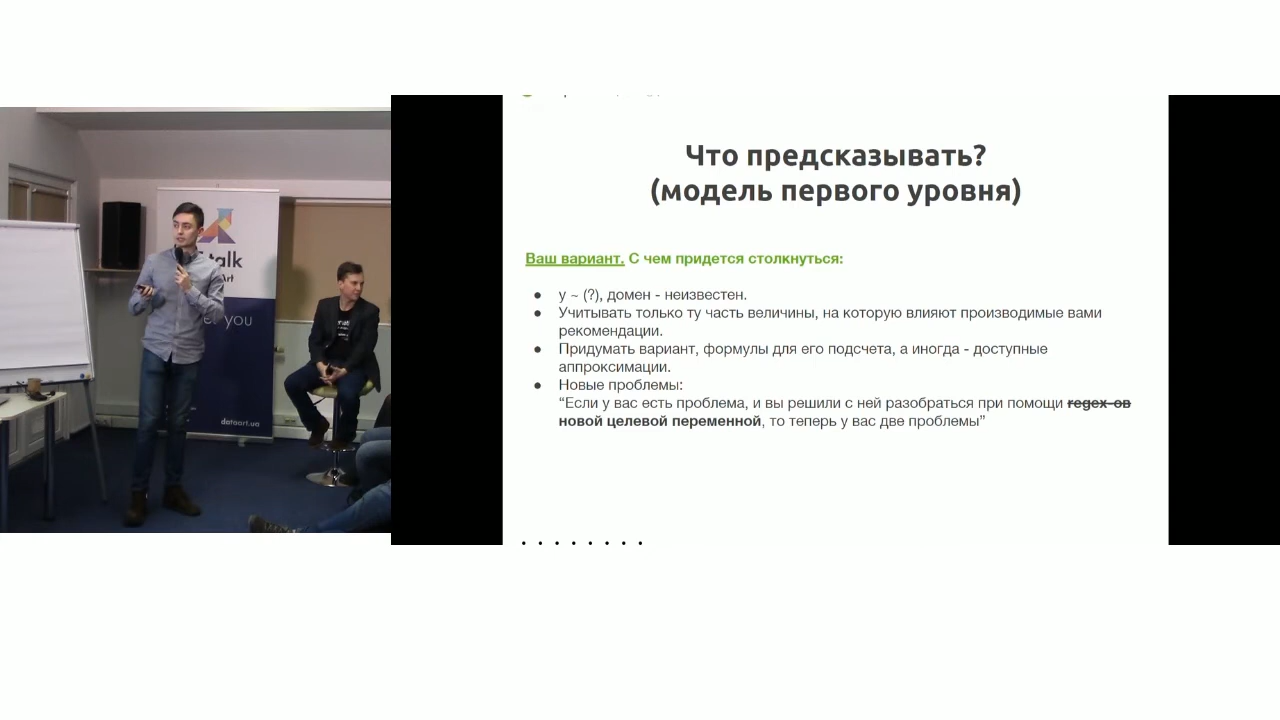 Что предсказывать?
(модель первого уровня)
Ваш вариант. С чем придется столкнуться:
● y ~ (?), домен - неизвестен.
● Учитывать только ту часть величины, на которую влияют производимые вами
рекомендации.
● Придумать вариант, формулы для его подсчета, а иногда - доступные
аппроксимации.
● Новые проблемы:
“Если у вас есть проблема, и вы решили с ней разобраться при помощи regex-ов
новой целевой переменной, то теперь у вас две проблемы”
talk
you
dataart.ua